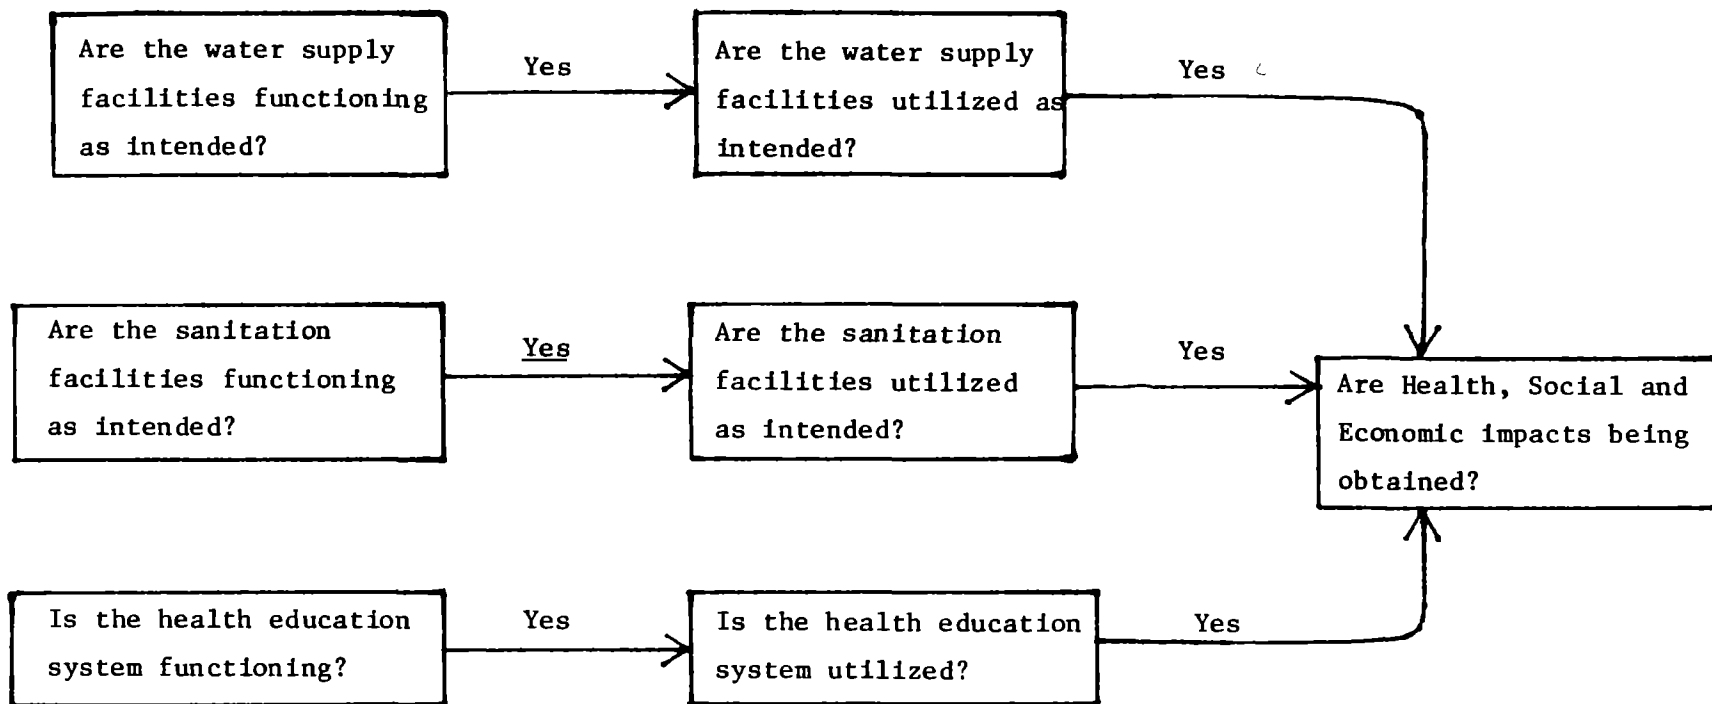 Are the water supply
facilities functioning
as intended?
Yes
Are the water supply
facilities utilized as
intended?
Yes
Are the sanitation
facilities functioning
as intended?
Yes
Are the sanitation
facilities utilized
as intended?
Yes
Are Health, Social and
Economic impacts being
obtained?
Is the health education
system functioning?
Yes
Is the health education
system utilized?
Yes